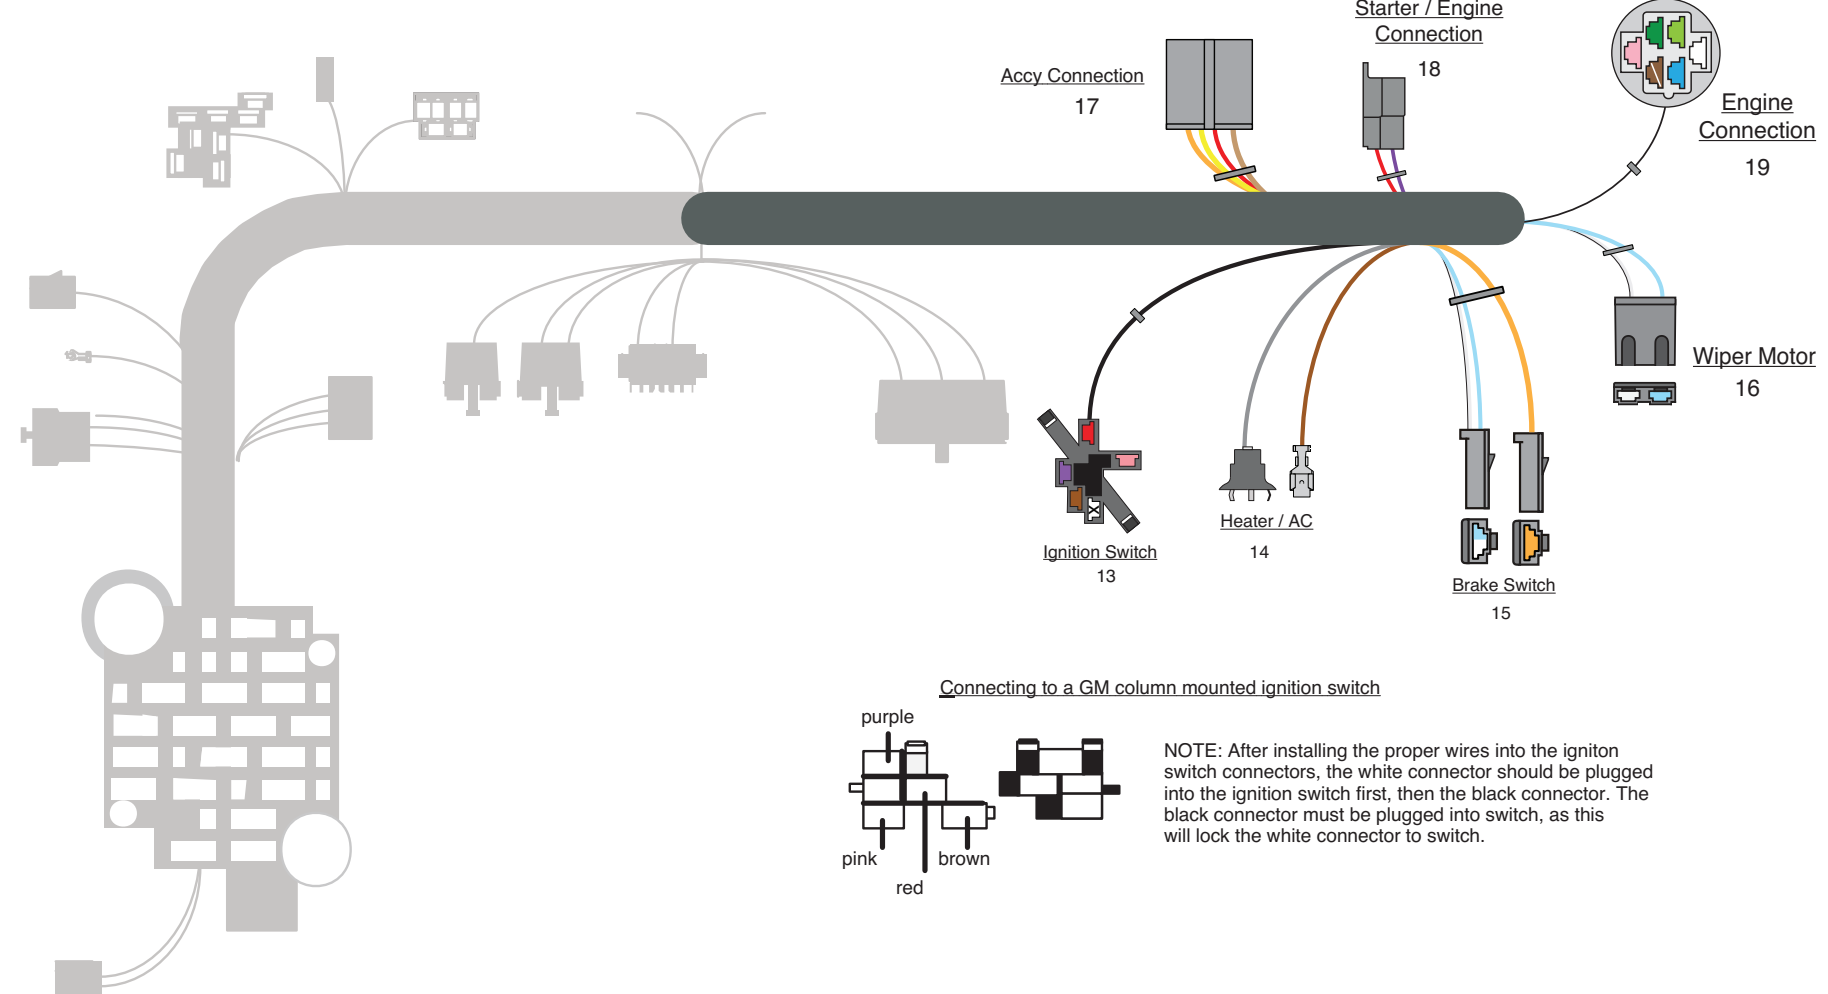 Starter / Engine
Connection
18
Accy Connection
17
Engine
Connection
19
Wiper Motor
16
Ignition Switch
13
Heater / AC
14
Brake Switch
15
Connecting to a GM column mounted ignition switch
purple
pink
brown
red
NOTE: After installing the proper wires into the igniton
switch connectors, the white connector should be plugged
into the ignition switch first, then the black connector. The
black connector must be plugged into switch, as this
will lock the white connector to switch.